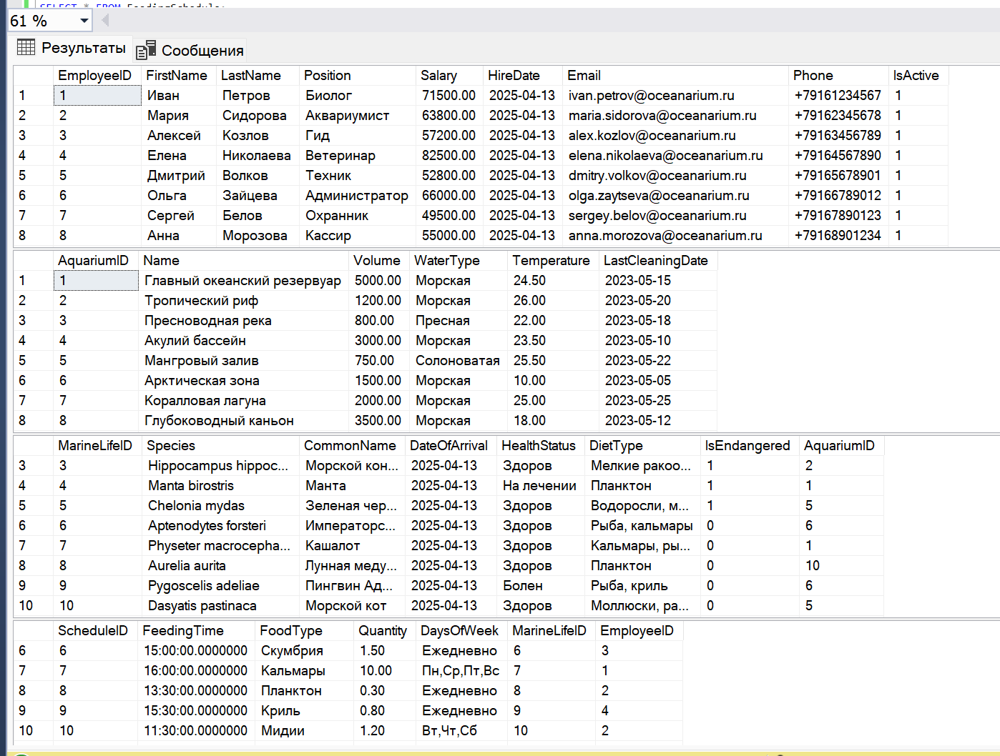 SELECT * FROM FeedingSchedule;
61 %
Результаты Сообщения
EmployeeID FirstName LastName Position Salary HireDate Email Phone IsActive
1 1 Иван Петров Биолог 71500.00 2025-04-13 ivan.petrov@oceanarium.ru +79161234567 1
2 2 Мария Сидорова Аквариумист 63800.00 2025-04-13 maria.sidorova@oceanarium.ru +79162345678 1
3 3 Алексей Козлов Гид 57200.00 2025-04-13 alex.kozlov@oceanarium.ru +79163456789 1
4 4 Елена Николаева Ветеринар 82500.00 2025-04-13 elena.nikolaeva@oceanarium.ru +79164567890 1
5 5 Дмитрий Волков Техник 52800.00 2025-04-13 dmitry.volkov@oceanarium.ru +79165678901 1
6 6 Ольга Зайцева Администратор 66000.00 2025-04-13 olga.zaytseva@oceanarium.ru +79166789012 1
7 7 Сергей Белов Охранник 49500.00 2025-04-13 sergey.belov@oceanarium.ru +79167890123 1
8 8 Анна Морозова Кассир 55000.00 2025-04-13 anna.morozova@oceanarium.ru +79168901234 1
AquariumID Name Volume WaterType Temperature LastCleaningDate
1 1 Главный океанский резервуар 5000.00 Морская 24.50 2023-05-15
2 2 Тропический риф 1200.00 Морская 26.00 2023-05-20
3 3 Пресноводная река 800.00 Пресная 22.00 2023-05-18
4 4 Акулий бассейн 3000.00 Морская 23.50 2023-05-10
5 5 Мангровый залив 750.00 Солоноватая 25.50 2023-05-22
6 6 Арктическая зона 1500.00 Морская 10.00 2023-05-05
7 7 Коралловая лагуна 2000.00 Морская 25.00 2023-05-25
8 8 Глубоководный каньон 3500.00 Морская 18.00 2023-05-12
MarineLifeID Species CommonName DateOfArrival HealthStatus DietType IsEndangered AquariumID
3 3 Hippocampus hippoc... Морской кон... 2025-04-13 Здоров Мелкие ракоо... 1 2
4 4 Manta birostris Манта 2025-04-13 На лечении Планктон 1 1
5 5 Chelonia mydas Зеленая чер... 2025-04-13 Здоров Водоросли, м... 1 5
6 6 Aptenodytes forsteri Императорс... 2025-04-13 Здоров Рыба, кальмары 0 6
7 7 Physeter macrocepha... Кашалот 2025-04-13 Здоров Кальмары, ры... 0 1
8 8 Aurelia aurita Лунная меду... 2025-04-13 Здоров Планктон 0 10
9 9 Pygoscelis adeliae Пингвин Ад... 2025-04-13 Болен Рыба, криль 0 6
10 10 Dasyatis pastinaca Морской кот 2025-04-13 Здоров Моллюски, ра... 0 5
ScheduleID FeedingTime FoodType Quantity DaysOfWeek MarineLifeID EmployeeID
6 6 15:00:00.0000000 Скумбрия 1.50 Ежедневно 6 3
7 7 16:00:00.0000000 Кальмары 10.00 Пн,Ср,Пт,Вс 7 1
8 8 13:30:00.0000000 Планктон 0.30 Ежедневно 8 2
9 9 15:30:00.0000000 Криль 0.80 Ежедневно 9 4
10 10 11:30:00.0000000 Мидии 1.20 Вт,Чт,Сб 10 2